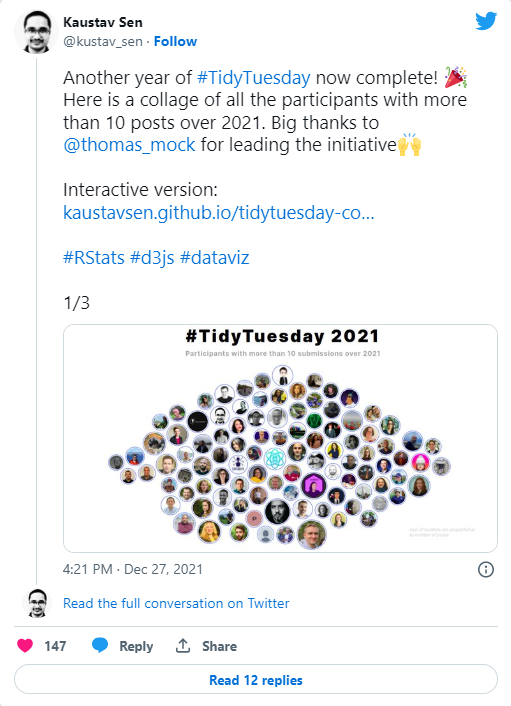 Kaustav Sen
@kustav_sen · Follow
Another year of #TidyTuesday now complete! 🎉
Here is a collage of all the participants with more
than 10 posts over 2021. Big thanks to
@thomas_mock for leading the initiative🙌
Interactive version:
kaustavsen.github.io/tidytuesday-co...
#RStats #d3js #dataviz
1/3
#TidyTuesday 2021
Participants with more than 10 submissions over 2021
P
4:21 PM · Dec 27, 2021
Read the full conversation on Twitter
147 Reply Share
Read 12 replies